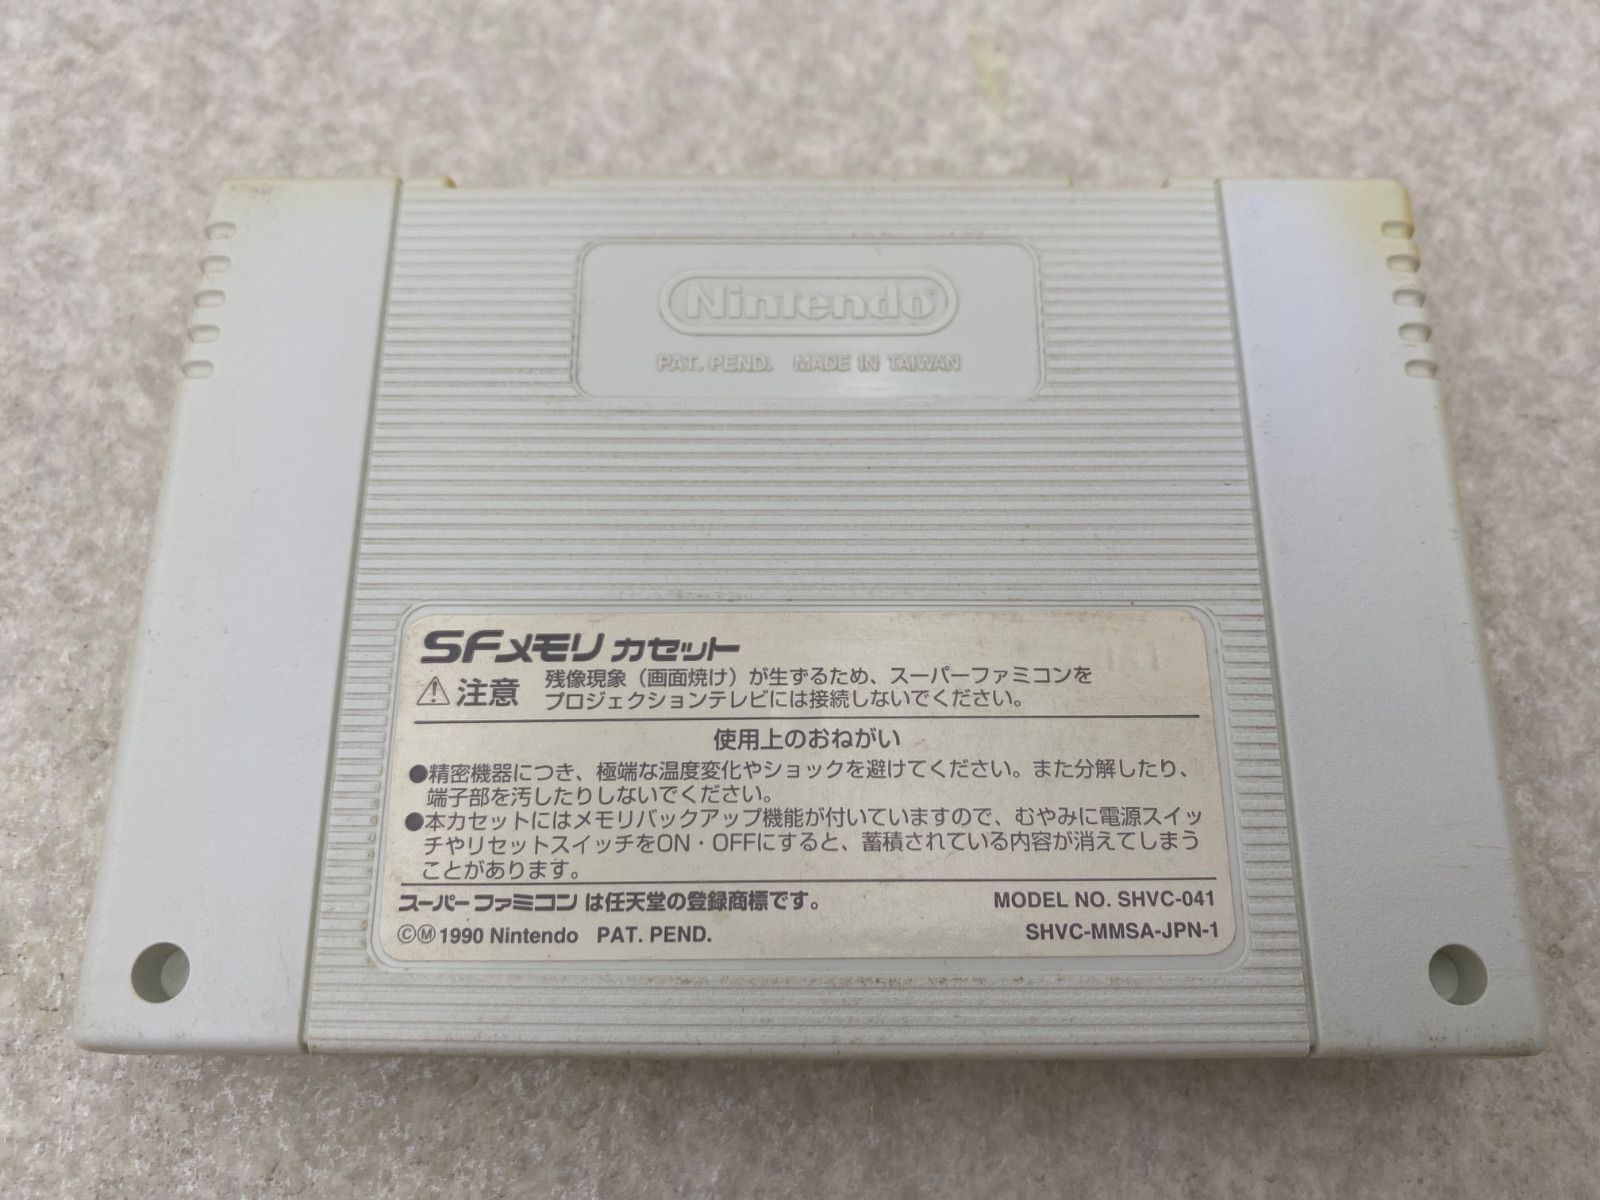 Nintendo
PAT. PEND. MADE IN TAIWAN
SFメモリ カセット
注意 残像現象（画面焼け）が生ずるため、スーパーファミコンを
プロジェクションテレビには接続しないでください。
使用上のおねがい
●精密機器につき、極端な温度変化やショックを避けてください。また分解したり、
端子部を汚したりしないでください。
●本カセットにはメモリバックアップ機能が付いていますので、むやみに電源スイッ
チやリセットスイッチをON・OFFにすると、蓄積されている内容が消えてしまう
ことがあります。
スーパーファミコンは任天堂の登録商標です。 MODEL NO. SHVC-041
ⒸⓂ1990 Nintendo PAT. PEND. SHVC-MMSA-JPN-1